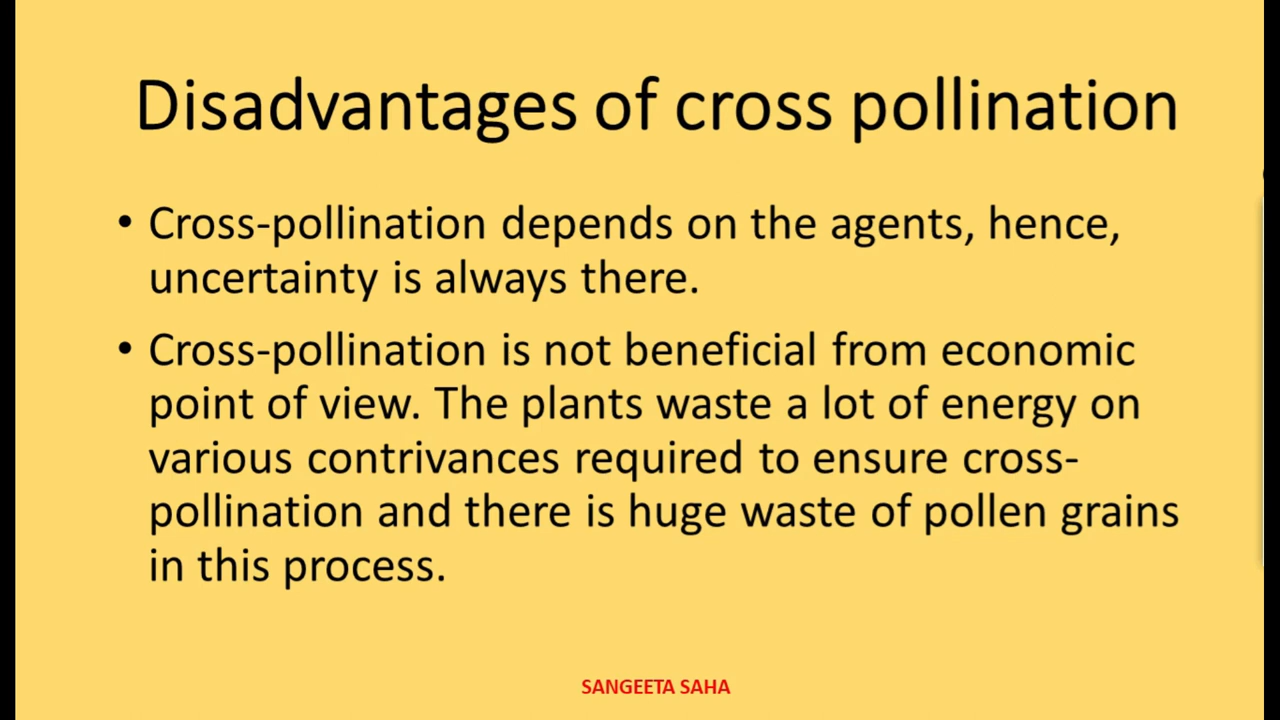 Disadvantages of cross pollination
• Cross-pollination depends on the agents, hence,
uncertainty is always there.
• Cross-pollination is not beneficial from economic
point of view. The plants waste a lot of energy on
various contrivances required to ensure cross-
pollination and there is huge waste of pollen grains
in this process.
SANGEETA SAHA